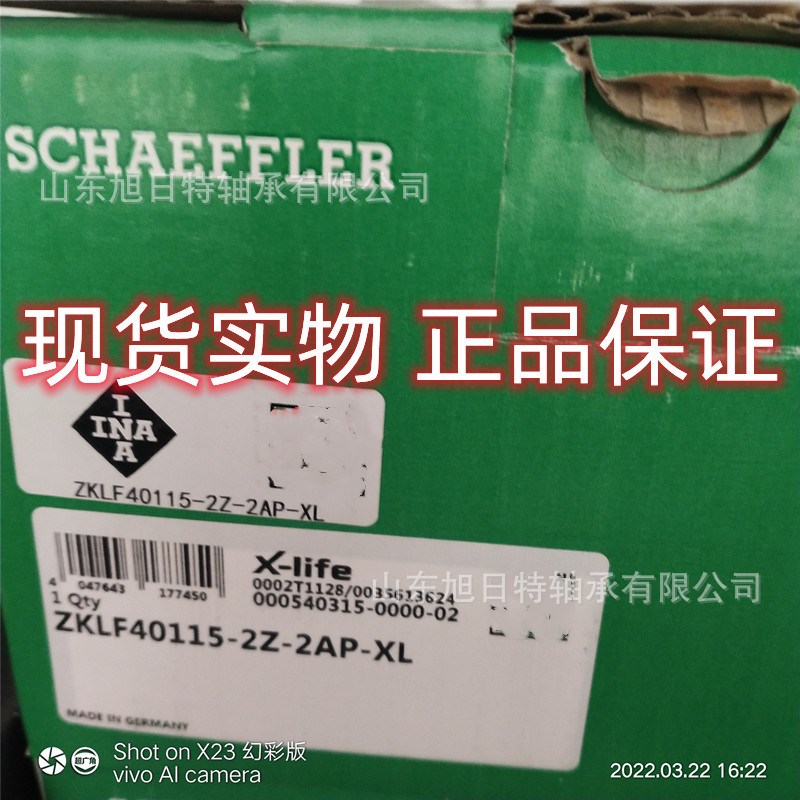 SCHAEFFLER
山东旭日特轴承有限公司
现货实物 正品保证
I
INA
A
ZKLF40115-2Z-2AP-XL
X-life
0002T1128/0035613624
000540315-0000-02
山东旭日特轴承有限公司
4 047643 177450
1 Qty
ZKLF40115-2Z-2AP-XL
MADE IN GERMANY
超广角
Shot on X23 幻彩版
vivo AI camera
2022.03.22 16:22